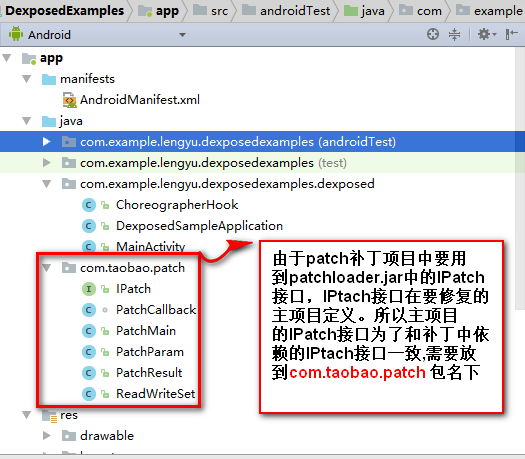 DexposedExamples app src androidTest java com example
Android
app
manifests
AndroidManifest.xml
java
com.example.lengyu.dexposedexamples (androidTest)
com.example.lengyu.dexposedexamples (test)
com.example.lengyu.dexposedexamples.dexposed
ChoreographerHook
DexposedSampleApplication
MainActivity
com.taobao.patch
IPatch
PatchCallback
PatchMain
PatchParam
PatchResult
ReadWriteSet
res
drawable
由于patch补丁项目中要用
到patchloader.jar中的IPatch
接口，IPtach接口在要修复的
主项目定义。所以主项目
的IPatch接口为了和补丁中依
赖的IPtach接口一致,需要放
到com.taobao.patch 包名下